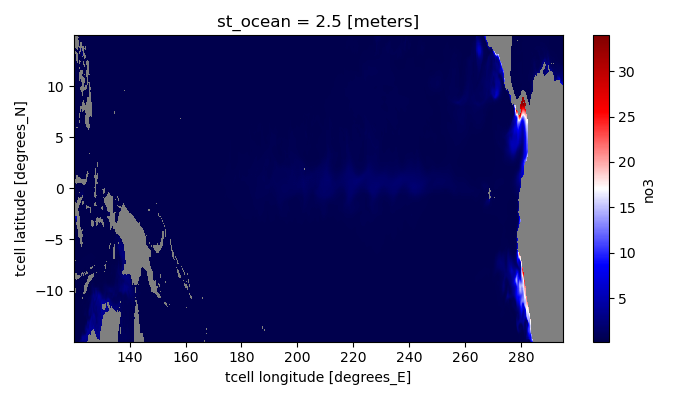 st_ocean = 2.5 [meters]
tcell latitude [degrees_N]
10
5
0
−5
−10
140 160 180 200 220 240 260 280
tcell longitude [degrees_E]
30
25
20
15
10
5
no3